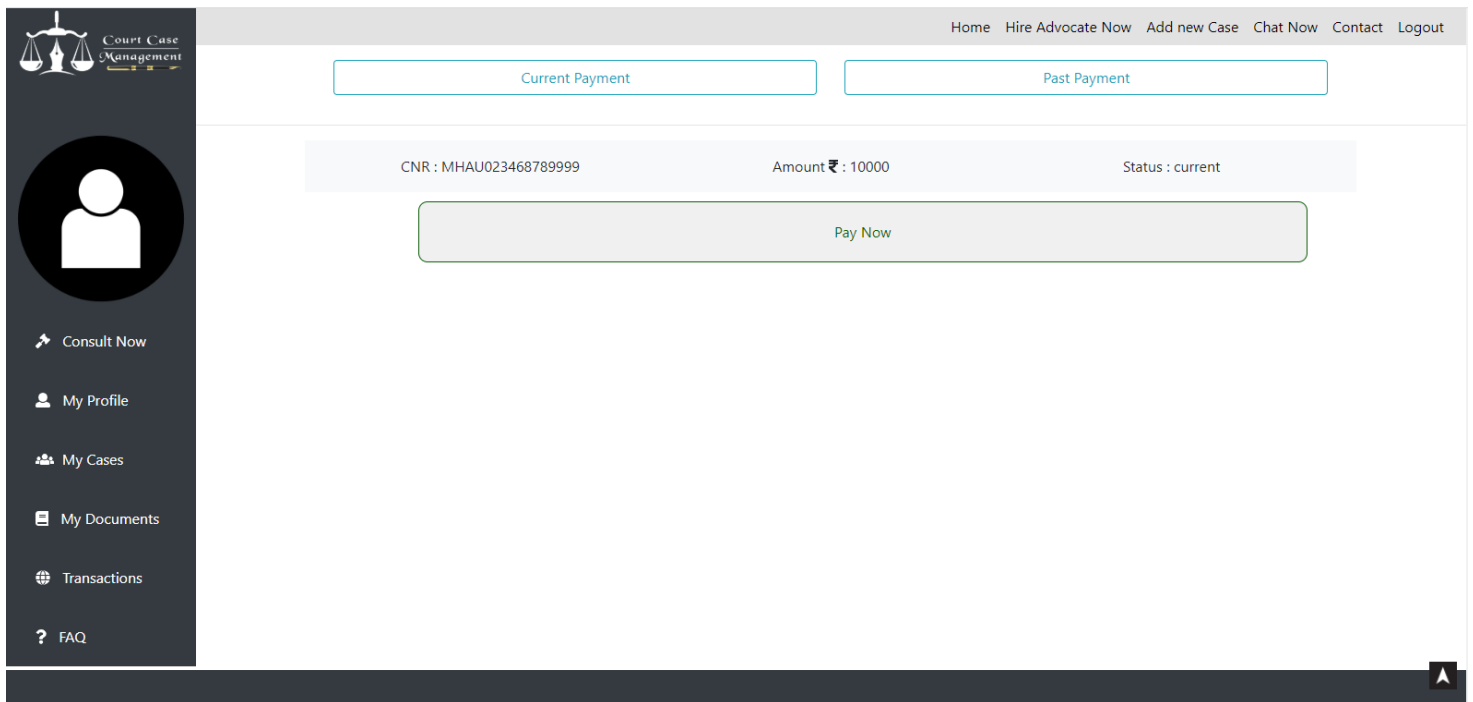 Court Case
Management
Home Hire Advocate Now Add new Case Chat Now Contact Logout
Current Payment Past Payment
CNR : MHAU023468789999 Amount ₹ : 10000 Status : current
Pay Now
Consult Now
My Profile
My Cases
My Documents
Transactions
? FAQ